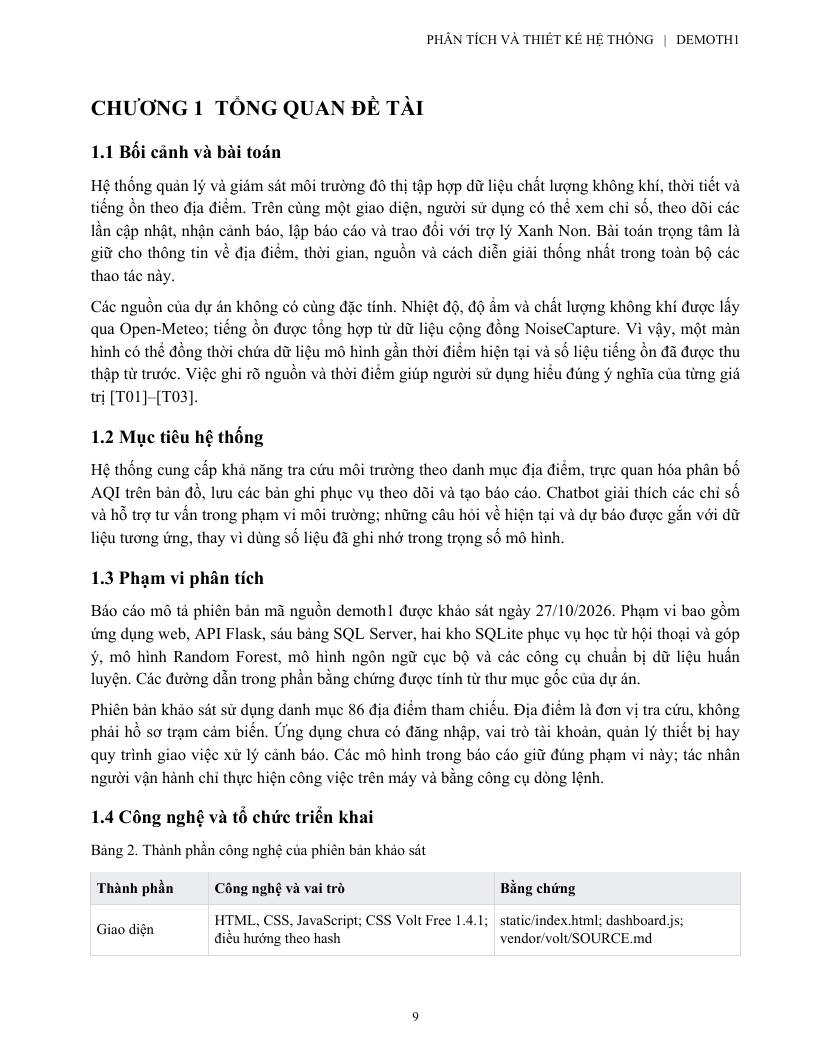 PHÂN TÍCH VÀ THIẾT KẾ HỆ THỐNG | DEMOTH1
CHƯƠNG 1 TỔNG QUAN ĐỀ TÀI
1.1 Bối cảnh và bài toán
Hệ thống quản lý và giám sát môi trường đô thị tập hợp dữ liệu chất lượng không khí, thời tiết và
tiếng ồn theo địa điểm. Trên cùng một giao diện, người sử dụng có thể xem chỉ số, theo dõi các
lần cập nhật, nhận cảnh báo, lập báo cáo và trao đổi với trợ lý Xanh Non. Bài toán trọng tâm là
giữ cho thông tin về địa điểm, thời gian, nguồn và cách diễn giải thống nhất trong toàn bộ các
thao tác này.
Các nguồn của dự án không có cùng đặc tính. Nhiệt độ, độ ẩm và chất lượng không khí được lấy
qua Open-Meteo; tiếng ồn được tổng hợp từ dữ liệu cộng đồng NoiseCapture. Vì vậy, một màn
hình có thể đồng thời chứa dữ liệu mô hình gần thời điểm hiện tại và số liệu tiếng ồn đã được thu
thập từ trước. Việc ghi rõ nguồn và thời điểm giúp người sử dụng hiểu đúng ý nghĩa của từng giá
trị [T01]–[T03].
1.2 Mục tiêu hệ thống
Hệ thống cung cấp khả năng tra cứu môi trường theo danh mục địa điểm, trực quan hóa phân bố
AQI trên bản đồ, lưu các bản ghi phục vụ theo dõi và tạo báo cáo. Chatbot giải thích các chỉ số
và hỗ trợ tư vấn trong phạm vi môi trường; những câu hỏi về hiện tại và dự báo được gắn với dữ
liệu tương ứng, thay vì dùng số liệu đã ghi nhớ trong trọng số mô hình.
1.3 Phạm vi phân tích
Báo cáo mô tả phiên bản mã nguồn demoth1 được khảo sát ngày 27/10/2026. Phạm vi bao gồm
ứng dụng web, API Flask, sáu bảng SQL Server, hai kho SQLite phục vụ học từ hội thoại và góp
ý, mô hình Random Forest, mô hình ngôn ngữ cục bộ và các công cụ chuẩn bị dữ liệu huấn
luyện. Các đường dẫn trong phần bằng chứng được tính từ thư mục gốc của dự án.
Phiên bản khảo sát sử dụng danh mục 86 địa điểm tham chiếu. Địa điểm là đơn vị tra cứu, không
phải hồ sơ trạm cảm biến. Ứng dụng chưa có đăng nhập, vai trò tài khoản, quản lý thiết bị hay
quy trình giao việc xử lý cảnh báo. Các mô hình trong báo cáo giữ đúng phạm vi này; tác nhân
người vận hành chỉ thực hiện công việc trên máy và bằng công cụ dòng lệnh.
1.4 Công nghệ và tổ chức triển khai
Bảng 2. Thành phần công nghệ của phiên bản khảo sát
Thành phần Công nghệ và vai trò Bằng chứng
Giao diện
HTML, CSS, JavaScript; CSS Volt Free 1.4.1;
điều hướng theo hash
static/index.html; dashboard.js;
vendor/volt/SOURCE.md
9